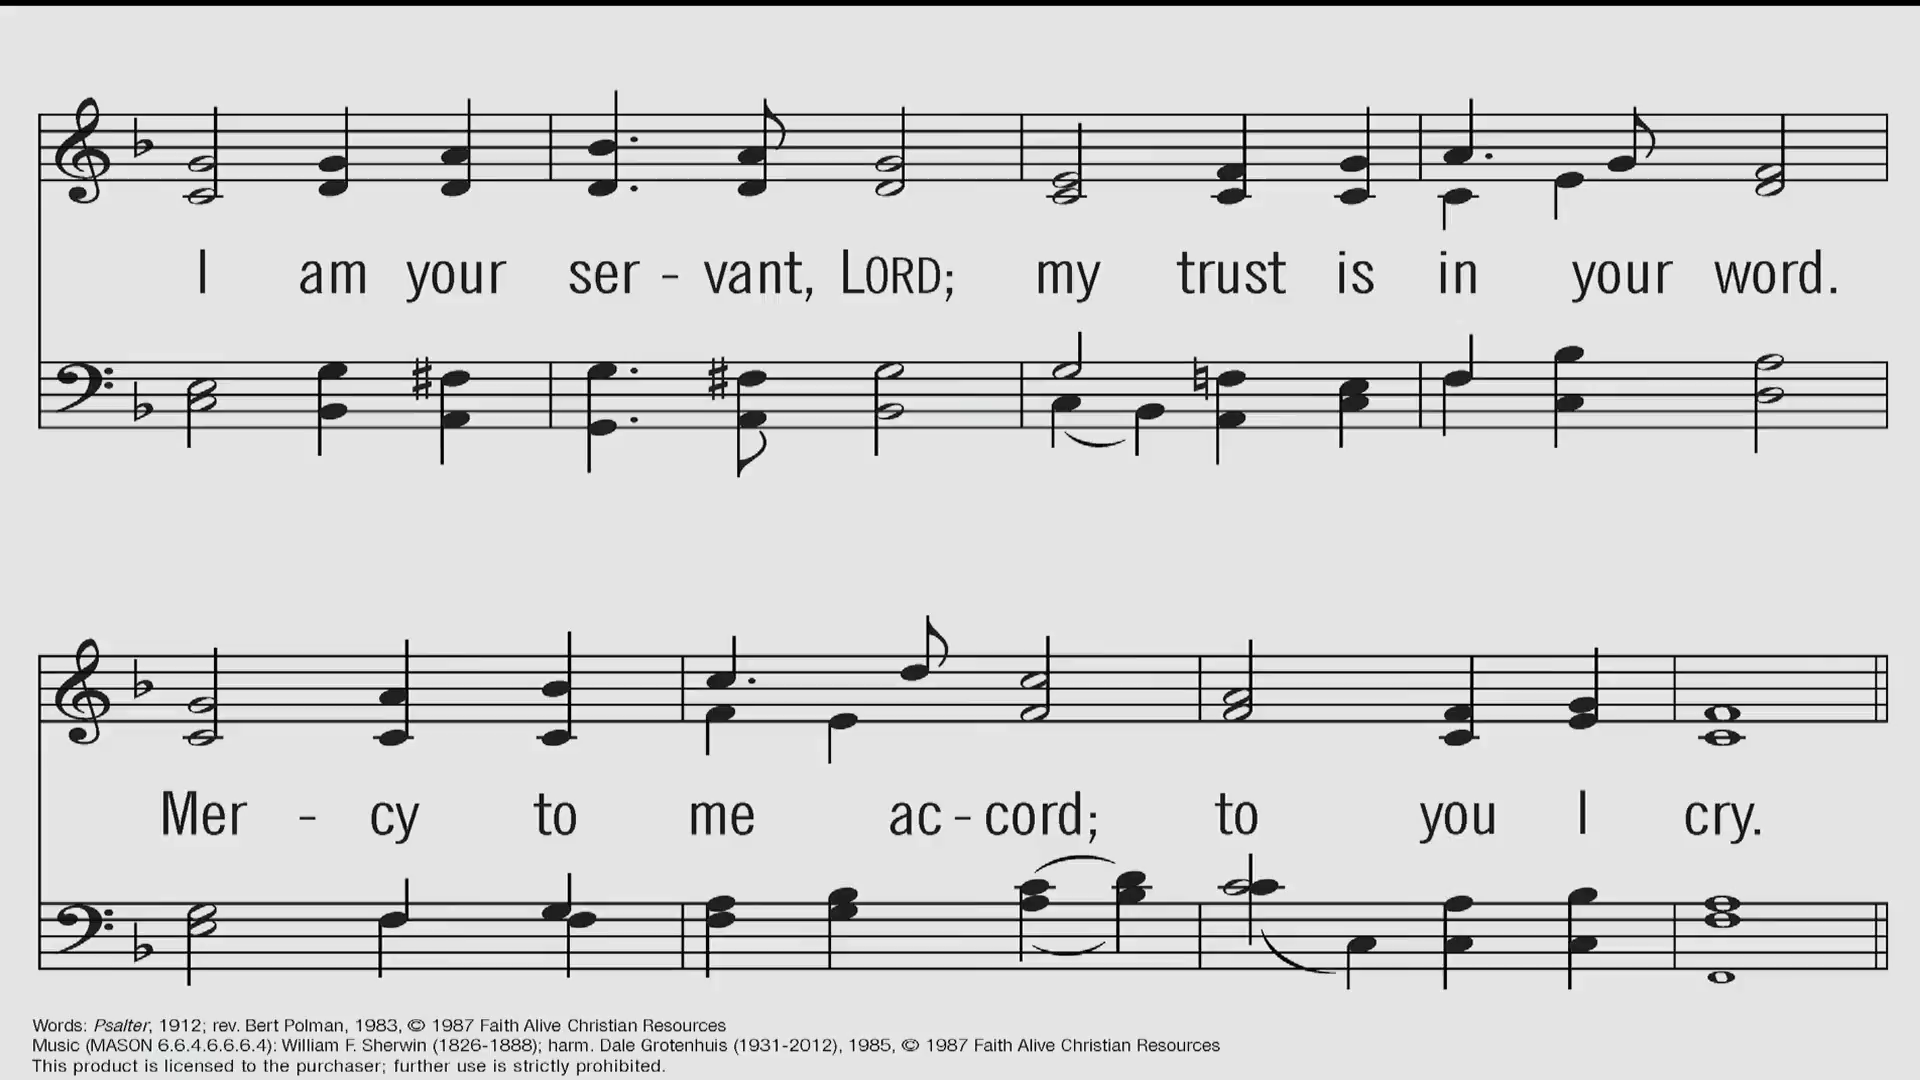 I am your ser - vant, LORD; my trust is in your word.
Mer - cy to me ac - cord; to you I cry.
Words: Psalter, 1912; rev. Bert Polman, 1983, © 1987 Faith Alive Christian Resources
Music (MASON 6.6.4.6.6.6.4): William F. Sherwin (1826-1888); harm. Dale Grotenhuis (1931-2012), 1985, © 1987 Faith Alive Christian Resources
This product is licensed to the purchaser; further use is strictly prohibited.